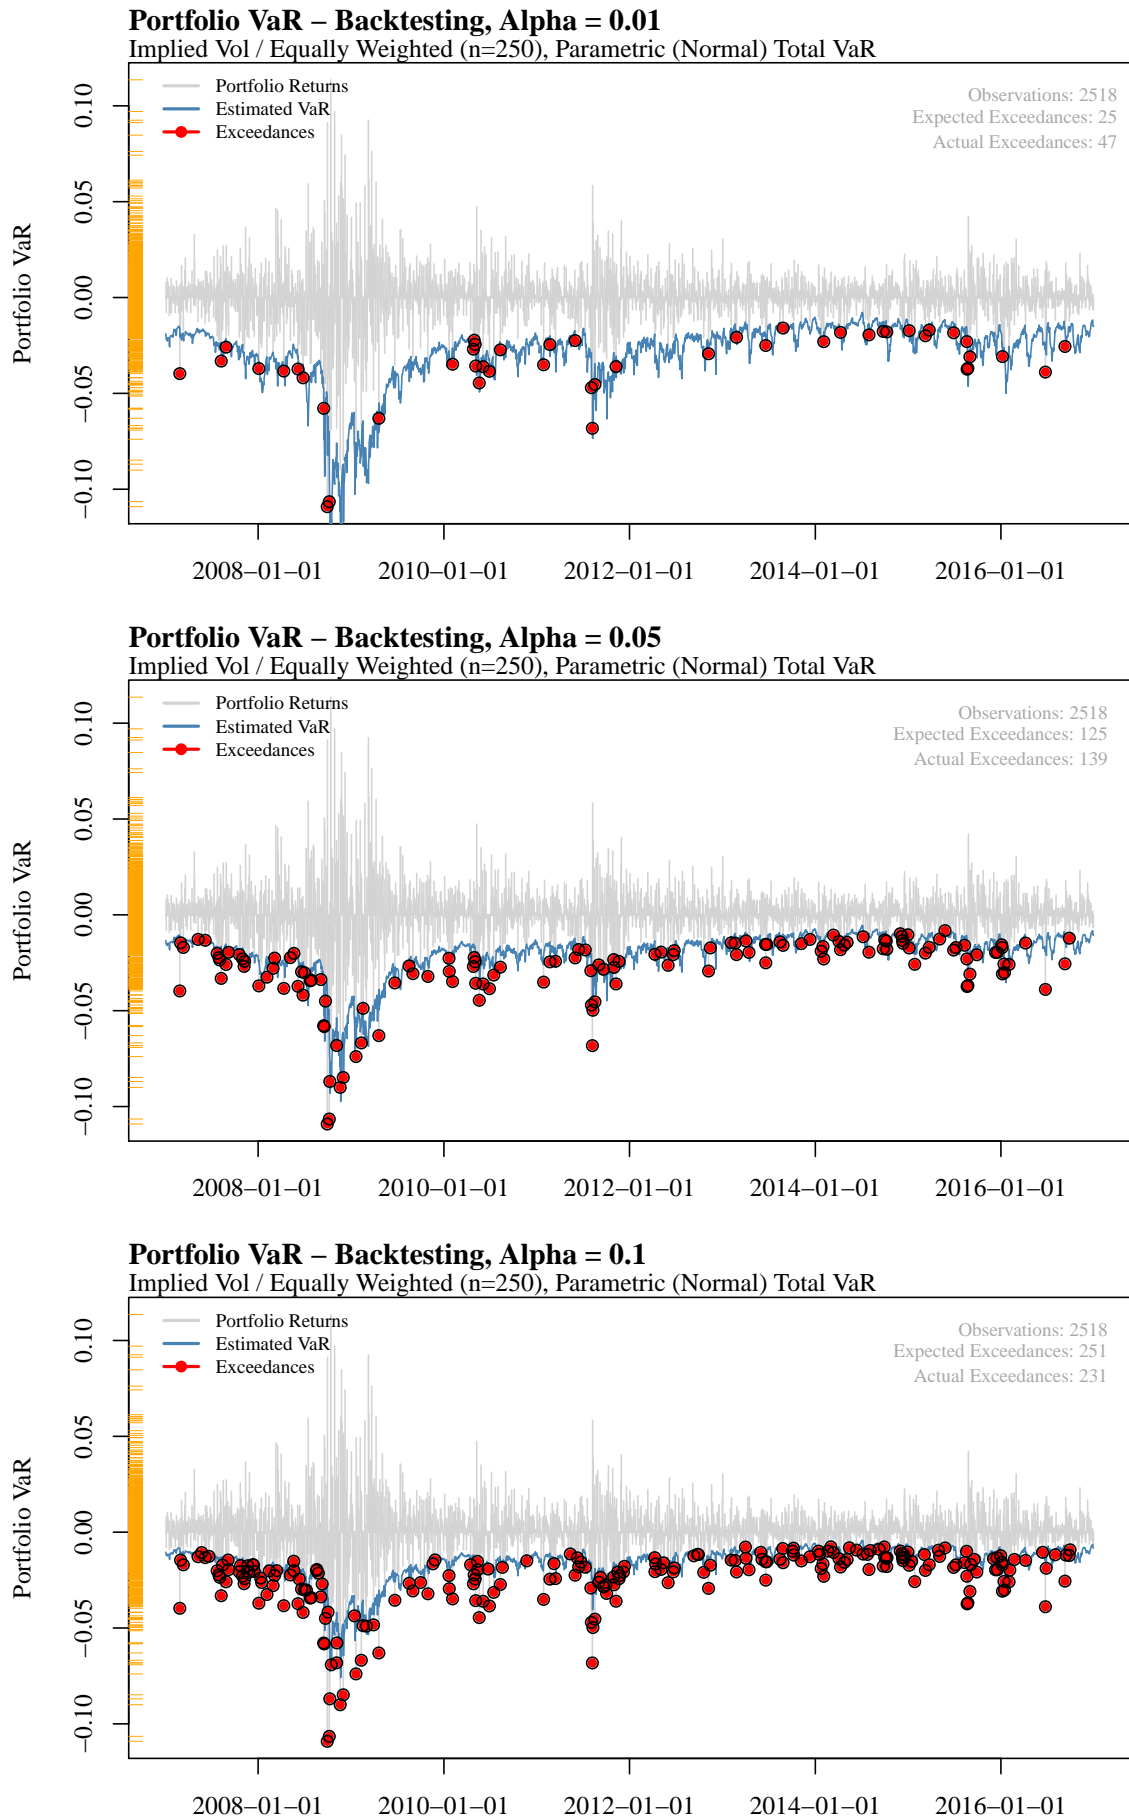 Portfolio VaR – Backtesting, Alpha = 0.01
Implied Vol / Equally Weighted (n=250), Parametric (Normal) Total VaR
Portfolio Returns
Estimated VaR
Exceedances
Observations: 2518
Expected Exceedances: 25
Actual Exceedances: 47
Portfolio VaR
0.10
0.05
0.00
−0.05
−0.10
2008−01−01
2010−01−01
2012−01−01
2014−01−01
2016−01−01
Portfolio VaR – Backtesting, Alpha = 0.05
Implied Vol / Equally Weighted (n=250), Parametric (Normal) Total VaR
Portfolio Returns
Estimated VaR
Exceedances
Observations: 2518
Expected Exceedances: 125
Actual Exceedances: 139
Portfolio VaR
0.10
0.05
0.00
−0.05
−0.10
2008−01−01
2010−01−01
2012−01−01
2014−01−01
2016−01−01
Portfolio VaR – Backtesting, Alpha = 0.1
Implied Vol / Equally Weighted (n=250), Parametric (Normal) Total VaR
Portfolio Returns
Estimated VaR
Exceedances
Observations: 2518
Expected Exceedances: 251
Actual Exceedances: 231
Portfolio VaR
0.10
0.05
0.00
−0.05
−0.10
2008−01−01
2010−01−01
2012−01−01
2014−01−01
2016−01−01